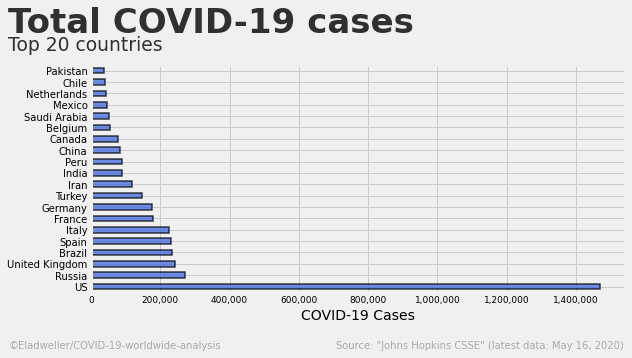 Total COVID-19 cases
Top 20 countries
Pakistan
Chile
Netherlands
Mexico
Saudi Arabia
Belgium
Canada
China
Peru
India
Iran
Turkey
Germany
France
Italy
Spain
Brazil
United Kingdom
Russia
US
0 200,000 400,000 600,000 800,000 1,000,000 1,200,000 1,400,000
COVID-19 Cases
©Eladweller/COVID-19-worldwide-analysis Source: "Johns Hopkins CSSE" (latest data: May 16, 2020)